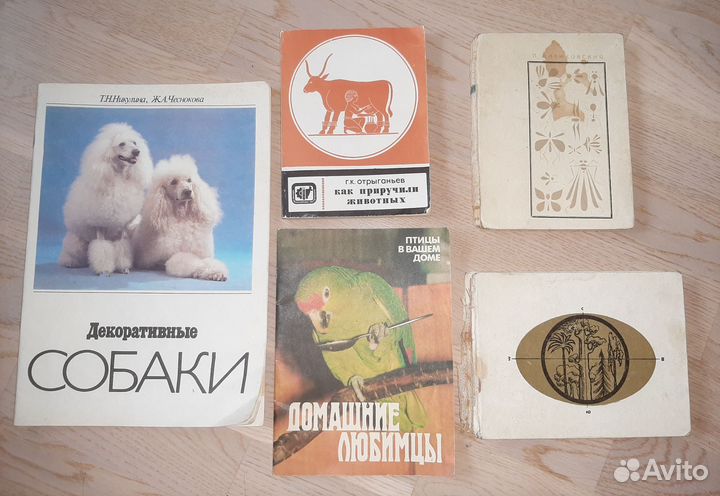 Т.Н.Никулина, Ж.А.Чеснокова
Декоративные
СОБАКИ
Г.К. Отрыганьев
как приручили
животных
ПТИЦЫ
В ВАШЕМ
ДОМЕ
ДОМАШНИЕ
ЛЮБИМЦЫ
С
Т
В
Ю
Avito